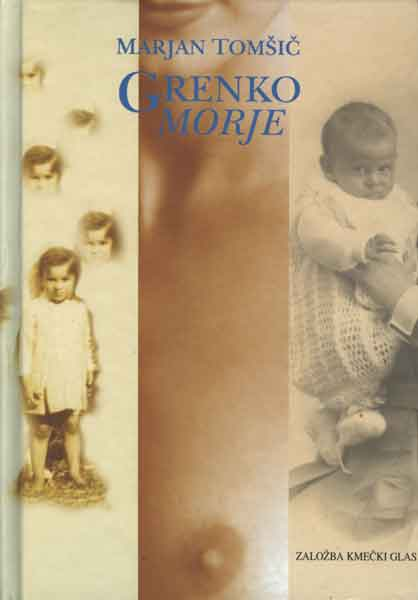 MARJAN TOMŠIČ
GRENKO
MORJE
ZALOŽBA KMEČKI GLAS